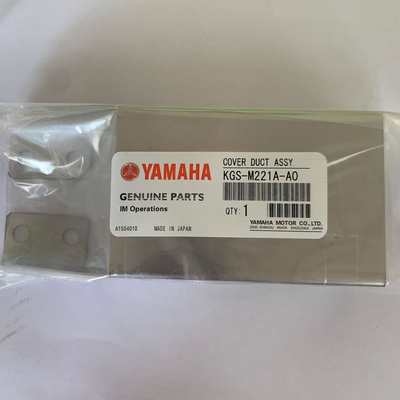 YAMAHA
GENUINE PARTS
IM Operations
AYS04010 MADE IN JAPAN
COVER DUCT ASSY
KGS-M221A-A0
QTY: 1
YAMAHA MOTOR CO., LTD.